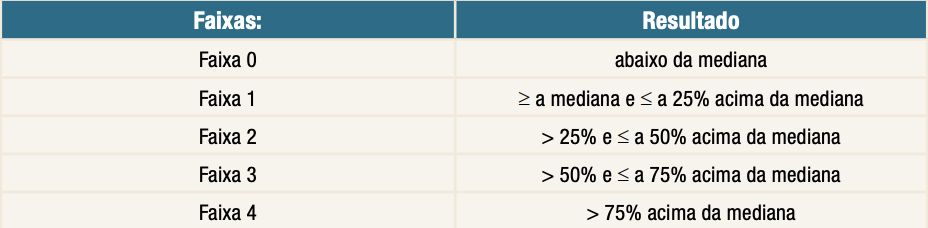 Faixas: Resultado
Faixa 0 abaixo da mediana
Faixa 1 ≥ a mediana e ≤ a 25% acima da mediana
Faixa 2 > 25% e ≤ a 50% acima da mediana
Faixa 3 > 50% e ≤ a 75% acima da mediana
Faixa 4 > 75% acima da mediana